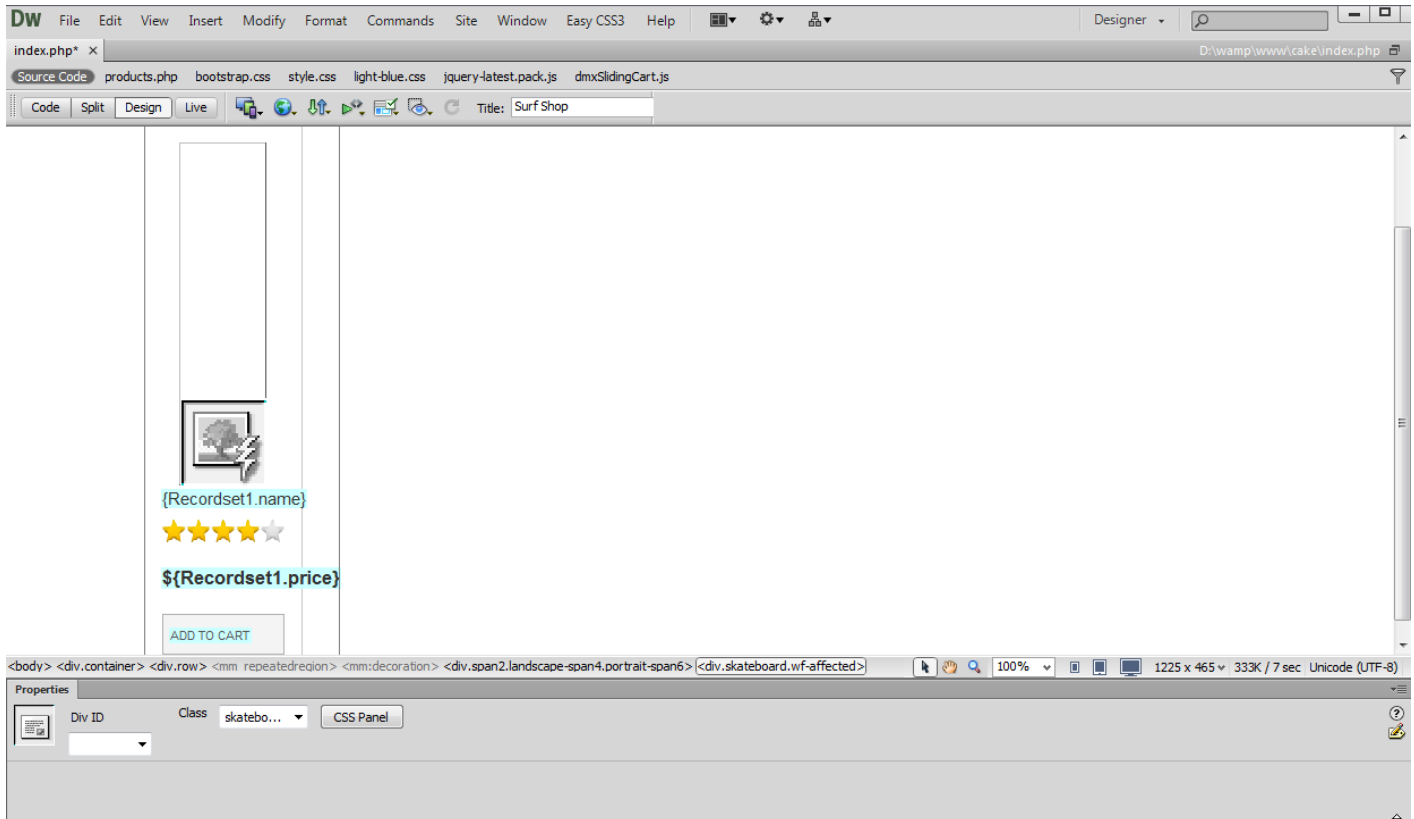 DW File Edit View Insert Modify Format Commands Site Window Easy CSS3 Help Designer
index.php* × D:\wamp\www\cake\index.php
Source Code products.php bootstrap.css style.css light-blue.css jquery-latest.pack.js dmxSlidingCart.js
Code Split Design Live Title: Surf Shop
{Recordset1.name}
${Recordset1.price}
ADD TO CART
<body> <div.container> <div.row> <mm_repeatedregion> <mm:decoration> <div.span2.landscape-span4.portrait-span6> <div.skateboard.wf-affected> 100% 1225 x 465 333K / 7 sec Unicode (UTF-8)
Properties
Div ID Class skatebo... CSS Panel